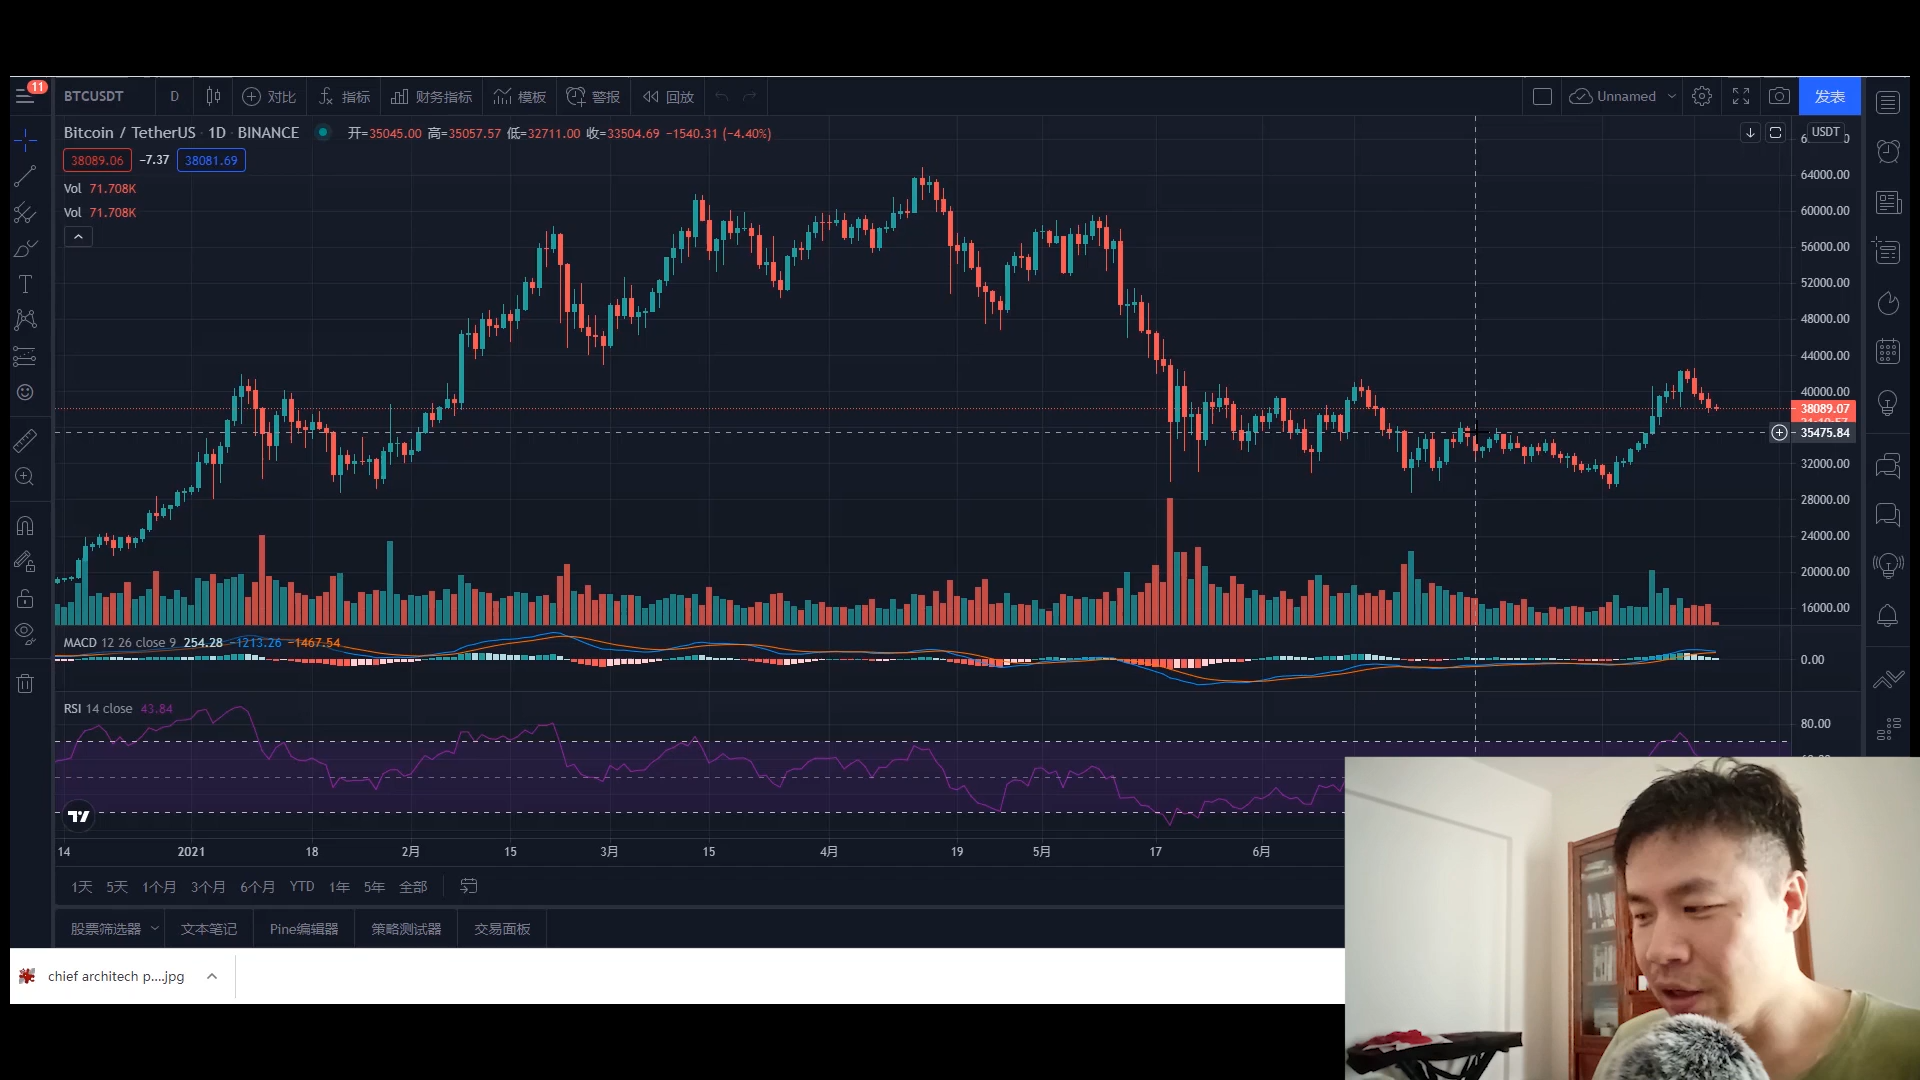 11
BTCUSDT D 对比 指标 财务指标 模板 警报 回放 Unnamed 发表
Bitcoin / TetherUS · 1D · BINANCE 开=35045.00 高=35057.57 低=32711.00 收=33504.69 −1540.31 (−4.40%)
USDT
38089.06 −7.37 38081.69
Vol 71.708K
Vol 71.708K
64000.00
60000.00
56000.00
52000.00
48000.00
44000.00
40000.00
38089.07
35475.84
32000.00
28000.00
24000.00
20000.00
16000.00
MACD 12 26 close 9 254.28 −1213.26 −1467.54
0.00
RSI 14 close 43.84
80.00
14 2021 18 2月 15 3月 15 4月 19 5月 17 6月
1天 5天 1个月 3个月 6个月 YTD 1年 5年 全部
股票筛选器 文本笔记 Pine编辑器 策略测试器 交易面板
chief architech p....jpg